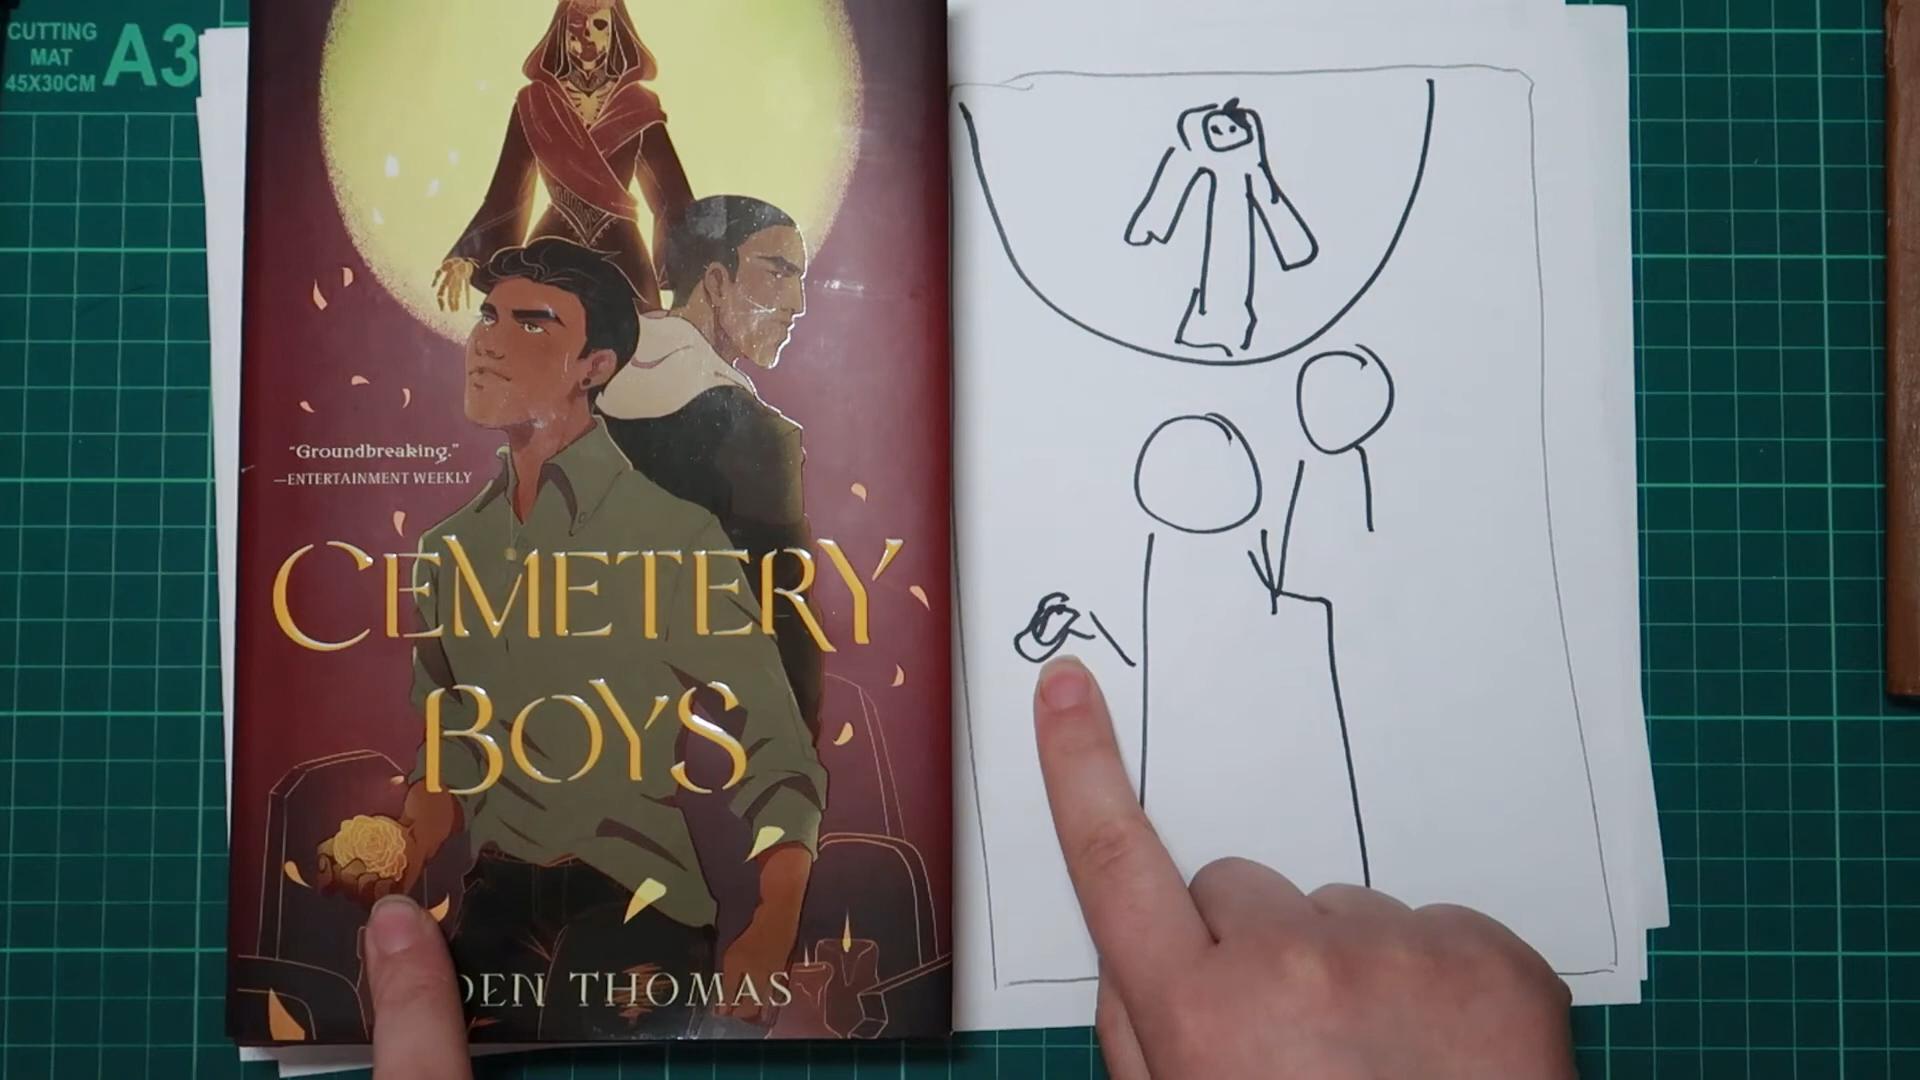 CUTTING
MAT
45X30CM
A3
“Groundbreaking.”
—ENTERTAINMENT WEEKLY
CEMETERY
BOYS
DEN THOMAS